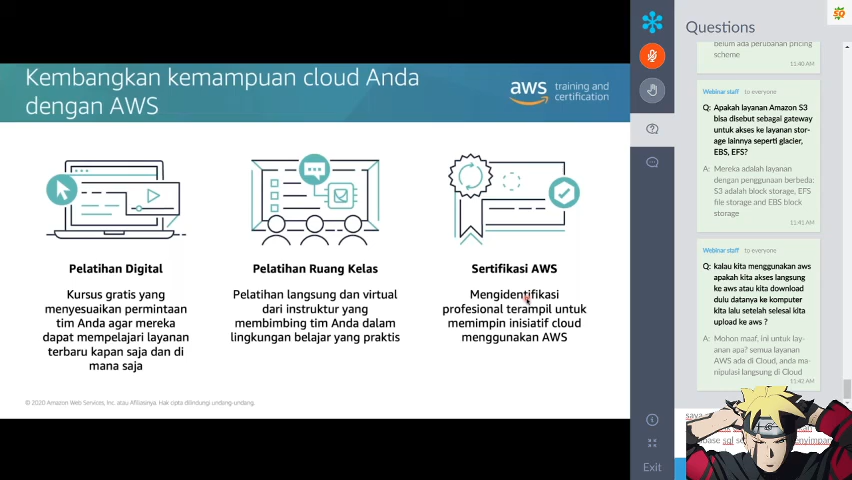 Kembangkan kemampuan cloud Anda
dengan AWS
aws training and
certification
Pelatihan Digital
Kursus gratis yang
menyesuaikan permintaan
tim Anda agar mereka
dapat mempelajari layanan
terbaru kapan saja dan di
mana saja
Pelatihan Ruang Kelas
Pelatihan langsung dan virtual
dari instruktur yang
membimbing tim Anda dalam
lingkungan belajar yang praktis
Sertifikasi AWS
Mengidentifikasi
profesional terampil untuk
memimpin inisiatif cloud
menggunakan AWS
© 2020 Amazon Web Services, Inc. atau Afiliasinya. Hak cipta dilindungi undang-undang.
Questions
belum ada perubahan pricing
scheme
11:40 AM
Webinar staff to everyone
Q: Apakah layanan Amazon S3
bisa disebut sebagai gateway
untuk akses ke layanan stor-
age lainnya seperti glacier,
EBS, EFS?
A: Mereka adalah layanan
dengan penggunaan berbeda:
S3 adalah block storage, EFS
file storage and EBS block
storage
11:41 AM
Webinar staff to everyone
Q: kalau kita menggunakan aws
apakah kita akses langsung
ke aws atau kita download
dulu datanya ke komputer
kita lalu setelah selesai kita
upload ke aws ?
A: Mohon maaf, ini untuk lay-
anan apa? semua layanan
AWS ada di Cloud, anda ma-
nipulasi langsung di Cloud
11:42 AM
saya
sql
Exit